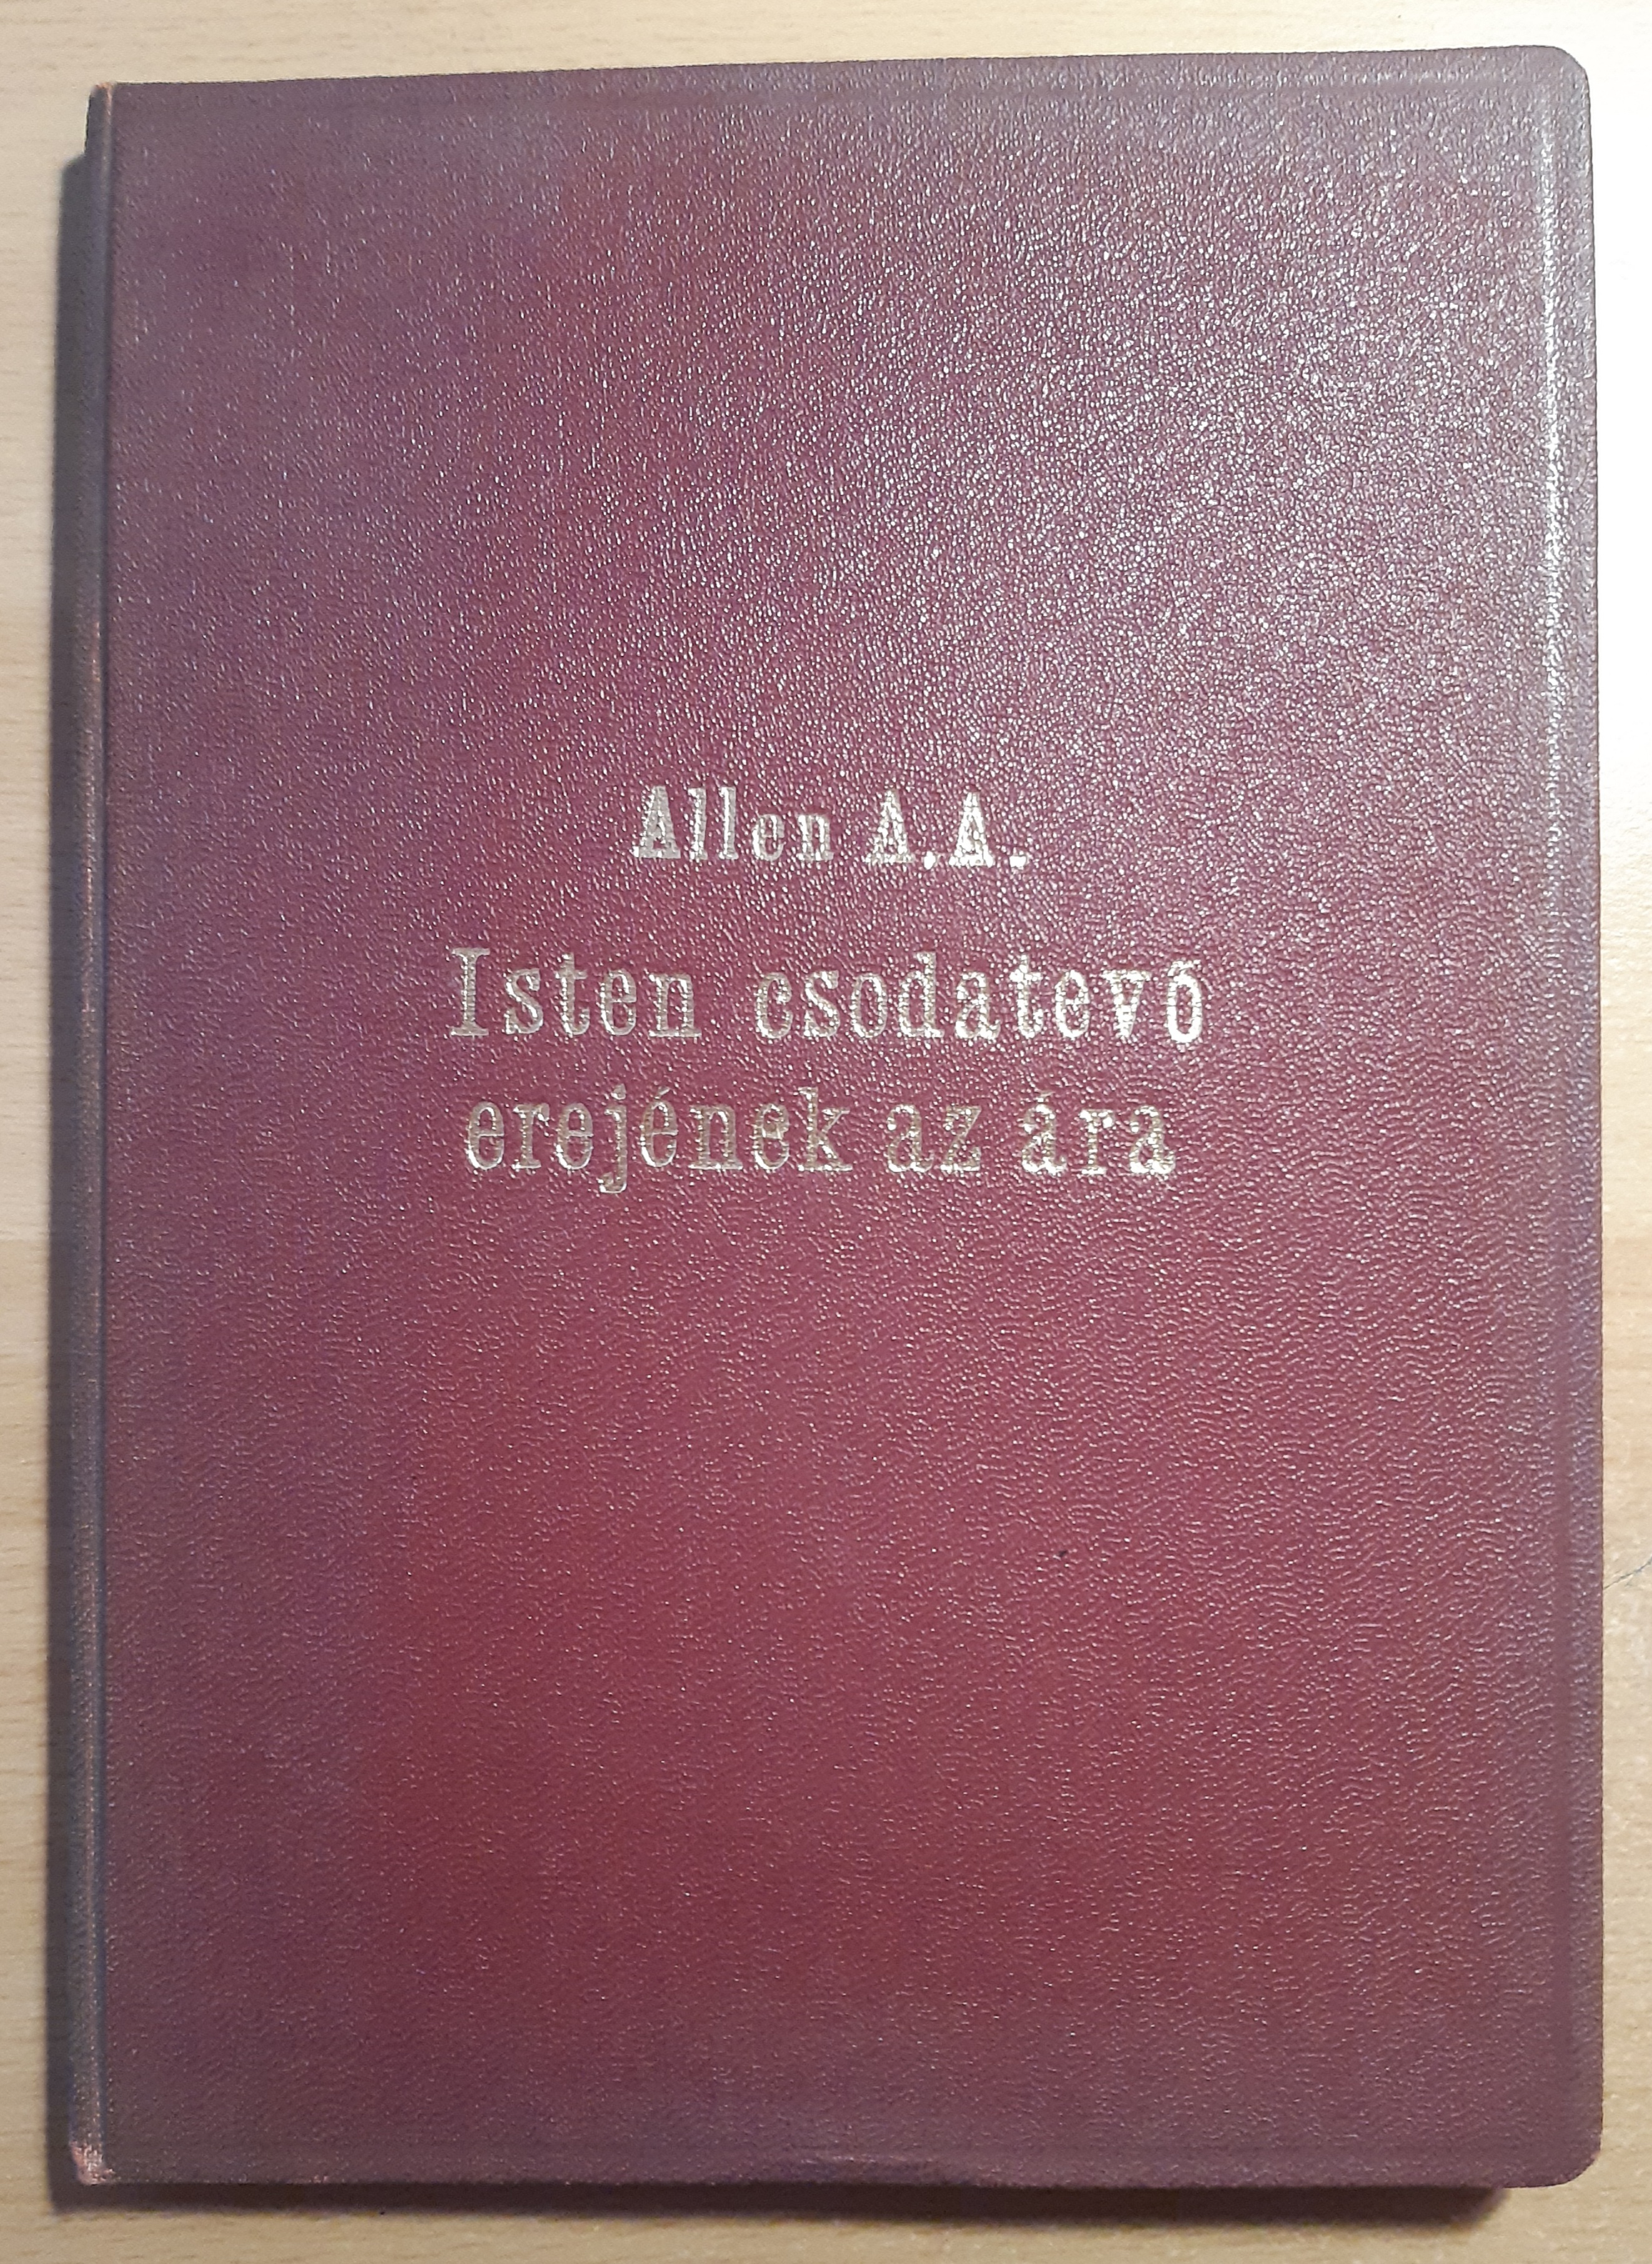 Allen A.A.
Isten csodatevő
erejének az ára